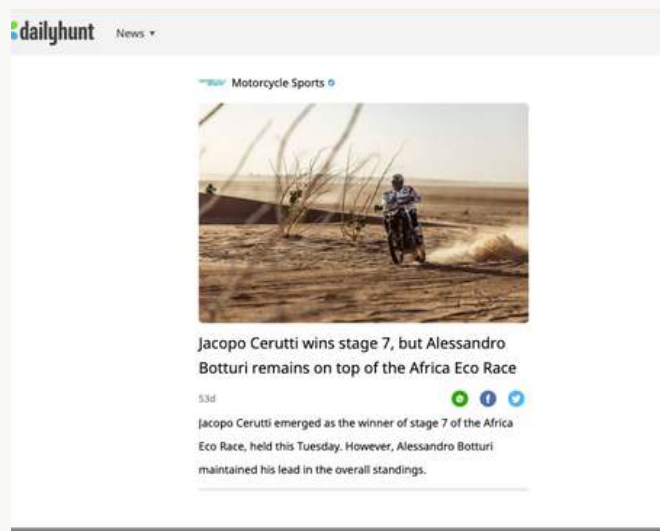 dailyhunt
News
Motorcycle Sports
Jacopo Cerutti wins stage 7, but Alessandro
Botturi remains on top of the Africa Eco Race
53d
Jacopo Cerutti emerged as the winner of stage 7 of the Africa
Eco Race, held this Tuesday. However, Alessandro Botturi
maintained his lead in the overall standings.